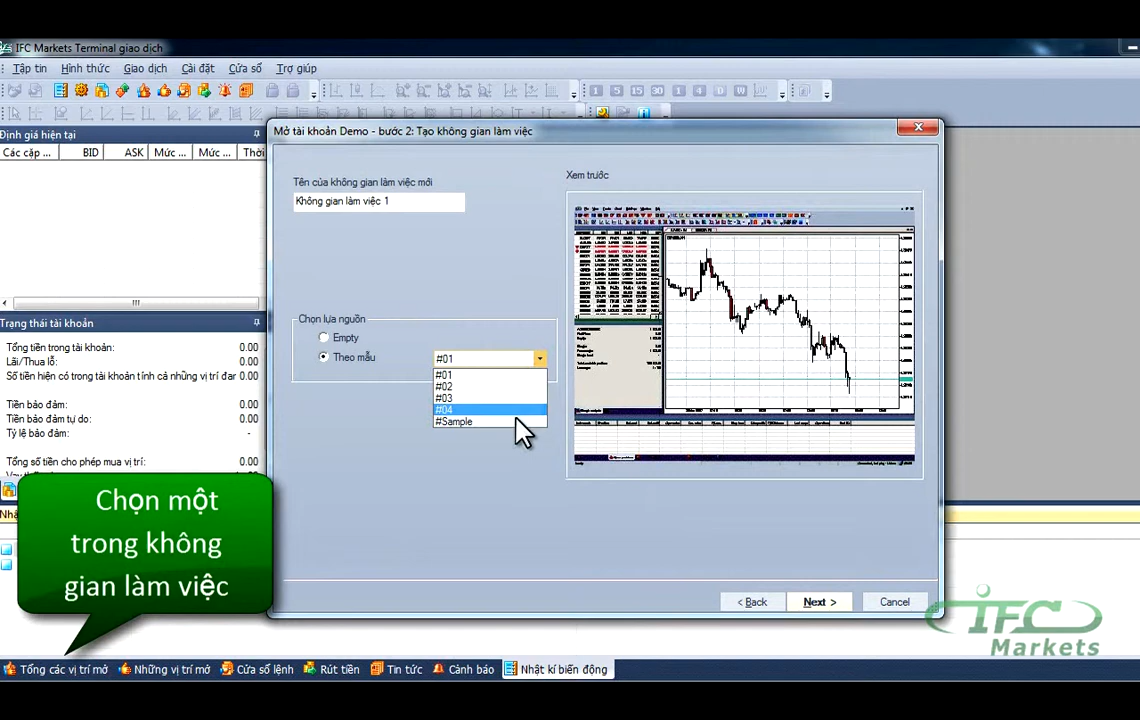 IFC Markets Terminal giao dịch
Tập tin Hình thức Giao dịch Cài đặt Cửa sổ Trợ giúp
1 5 15 30 1 4 D W
Định giá hiện tại
Các cặp ... BID ASK Mức ... Mức ... Thời
Trạng thái tài khoản
Tổng tiền trong tài khoản: 0.00
Lãi/Thua lỗ: 0.00
Số tiền hiện có trong tài khoản tính cả những vị trí đar 0.00
Tiền bảo đảm: 0.00
Tiền bảo đảm tự do: 0.00
Tỷ lệ bảo đảm: -
Tổng số tiền cho phép mua vị trí: 0.00
Mở tài khoản Demo - bước 2: Tạo không gian làm việc
Tên của không gian làm việc mới
Không gian làm việc 1
Xem trước
Chọn lựa nguồn
Empty
Theo mẫu #01
#01
#02
#03
#04
#Sample
< Back Next > Cancel
Chọn một
trong không
gian làm việc
IFC
Markets
Tổng các vị trí mở Những vị trí mở Cửa sổ lệnh Rút tiền Tin tức Cảnh báo Nhật kí biến động